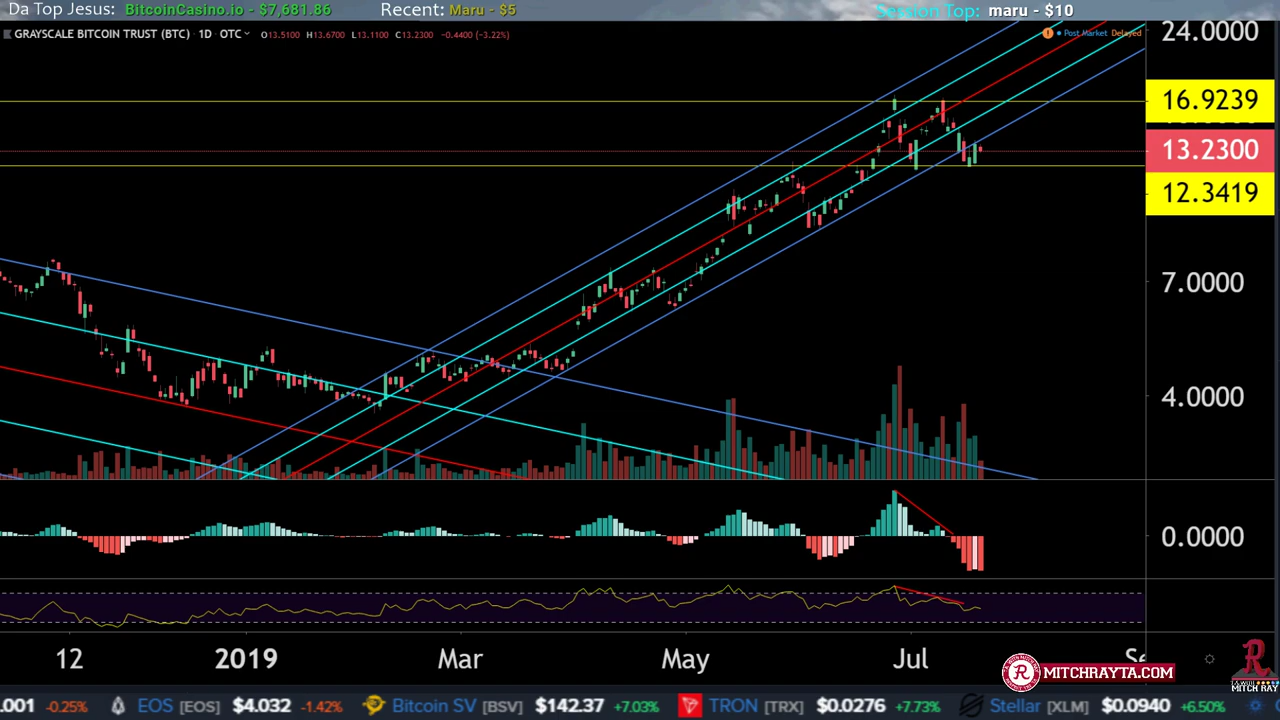 Da Top Jesus: BitcoinCasino.io - $7,681.86 Recent: Maru - $5 Session Top: maru - $10
GRAYSCALE BITCOIN TRUST (BTC) 1D OTC O13.5100 H13.6700 L13.1100 C13.2300 -0.4400 (-3.22%)
Post Market Delayed
24.0000
16.9239
13.2300
12.3419
7.0000
4.0000
0.0000
12 2019 Mar May Jul
MITCHRAYTA.COM
MITCH RAY
.001 -0.25% EOS [EOS] $4.032 -1.42% Bitcoin SV [BSV] $142.37 +7.03% TRON [TRX] $0.0276 +7.73% Stellar [XLM] $0.0940 +6.50%